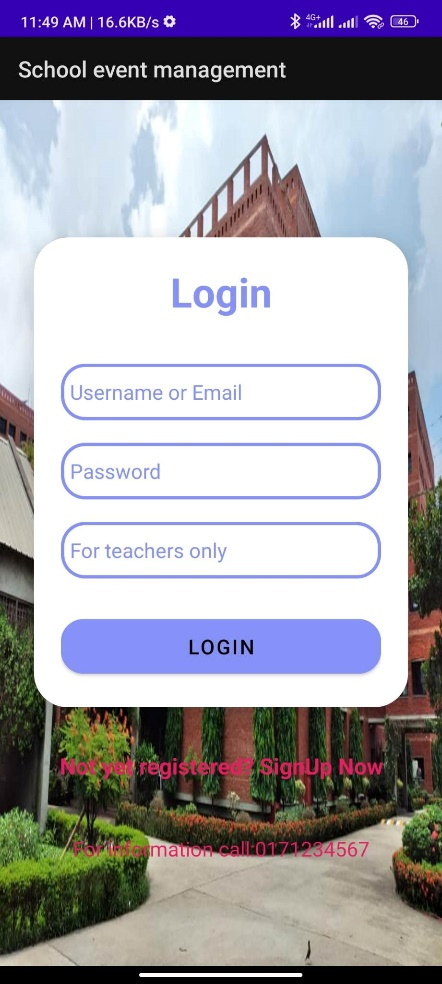 11:49 AM | 16.6KB/s
4G+
46
School event management
Login
Username or Email
Password
For teachers only
LOGIN
Not yet registered? SignUp Now
For Information call:0171234567